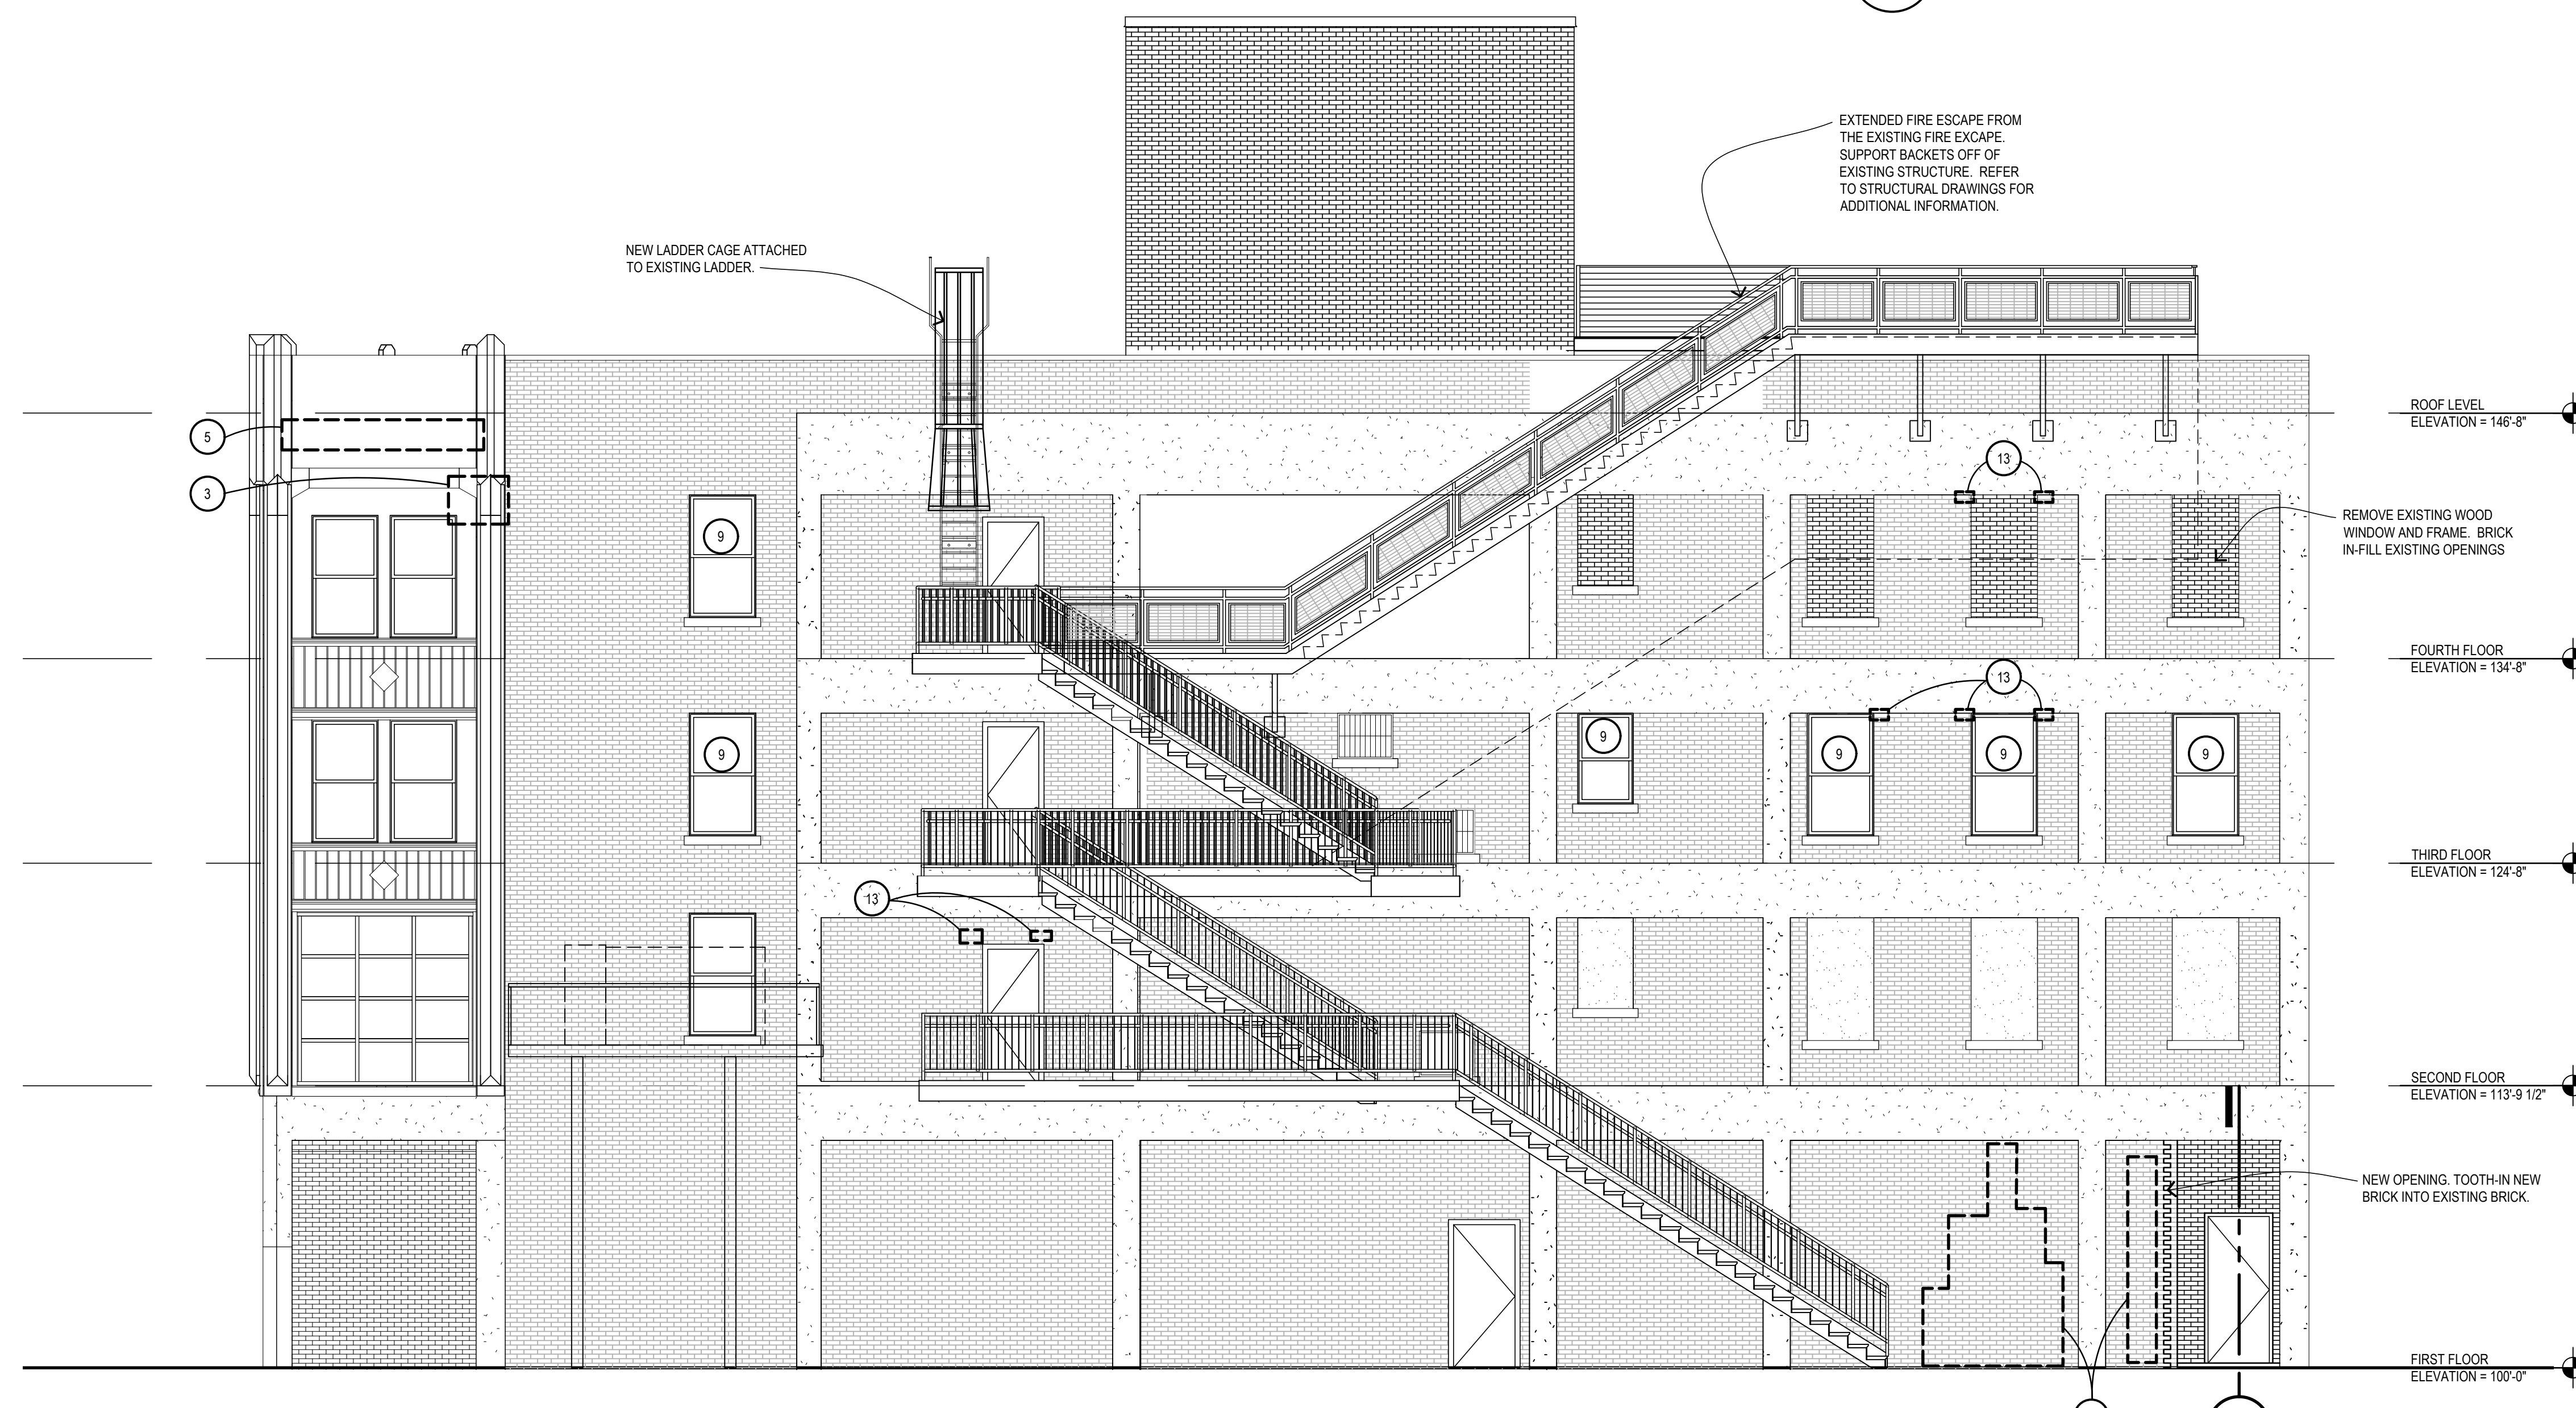 EXTENDED FIRE ESCAPE FROM
THE EXISTING FIRE EXCAPE.
SUPPORT BACKETS OFF OF
EXISTING STRUCTURE. REFER
TO STRUCTURAL DRAWINGS FOR
ADDITIONAL INFORMATION.
NEW LADDER CAGE ATTACHED
TO EXISTING LADDER.
ROOF LEVEL
ELEVATION = 146'-8"
5
13
3
9
REMOVE EXISTING WOOD
WINDOW AND FRAME. BRICK
IN-FILL EXISTING OPENINGS
FOURTH FLOOR
ELEVATION = 134'-8"
13
9
9
9
9
9
THIRD FLOOR
ELEVATION = 124'-8"
13
SECOND FLOOR
ELEVATION = 113'-9 1/2"
NEW OPENING. TOOTH-IN NEW
BRICK INTO EXISTING BRICK.
FIRST FLOOR
ELEVATION = 100'-0"